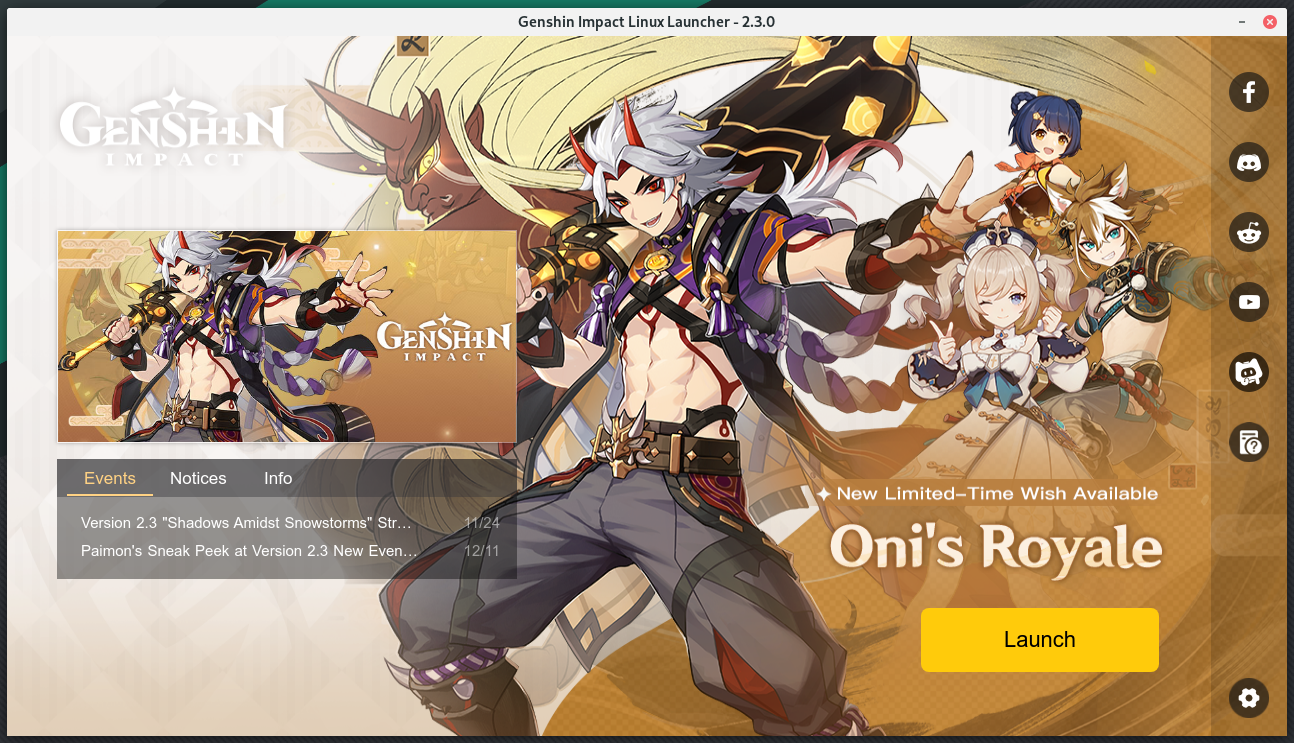 Genshin Impact Linux Launcher - 2.3.0
GENSHIN
IMPACT
GENSHIN
IMPACT
Events Notices Info
Version 2.3 "Shadows Amidst Snowstorms" Str... 11/24
Paimon's Sneak Peek at Version 2.3 New Even... 12/11
New Limited-Time Wish Available
Oni's Royale
Launch